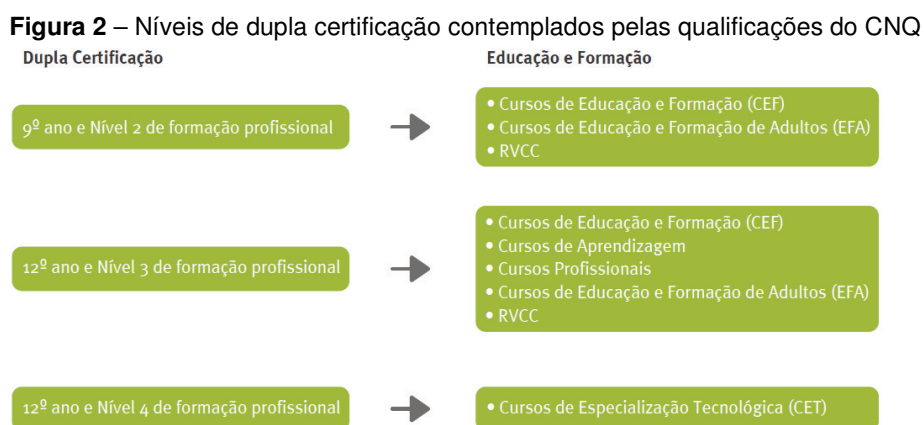 Figura 2 – Níveis de dupla certificação contemplados pelas qualificações do CNQ
Dupla Certificação
Educação e Formação
9º ano e Nível 2 de formação profissional
• Cursos de Educação e Formação (CEF)
• Cursos de Educação e Formação de Adultos (EFA)
• RVCC
12º ano e Nível 3 de formação profissional
• Cursos de Educação e Formação (CEF)
• Cursos de Aprendizagem
• Cursos Profissionais
• Cursos de Educação e Formação de Adultos (EFA)
• RVCC
12º ano e Nível 4 de formação profissional
• Cursos de Especialização Tecnológica (CET)